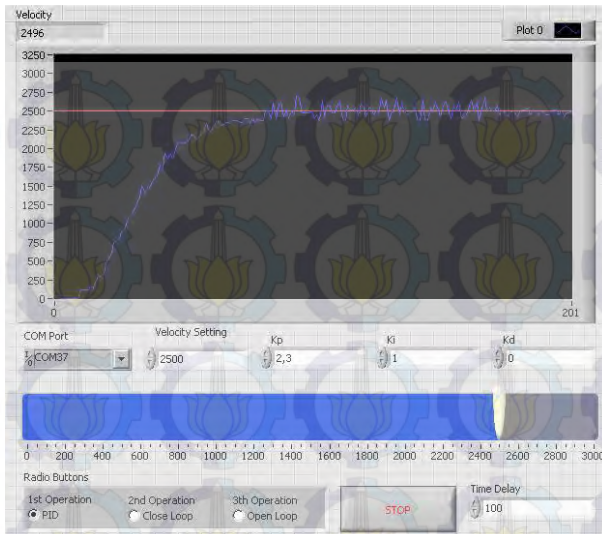 Velocity
2496
Plot 0
3250
3000
2750
2500
2250
2000
1750
1500
1250
1000
750
500
250
0
0 201
COM Port Velocity Setting Kp Ki Kd
COM37 2500 2,3 1 0
0 200 400 600 800 1000 1200 1400 1600 1800 2000 2200 2400 2600 2800 3000
Radio Buttons
1st Operation 2nd Operation 3th Operation
PID Close Loop Open Loop
STOP
Time Delay
100